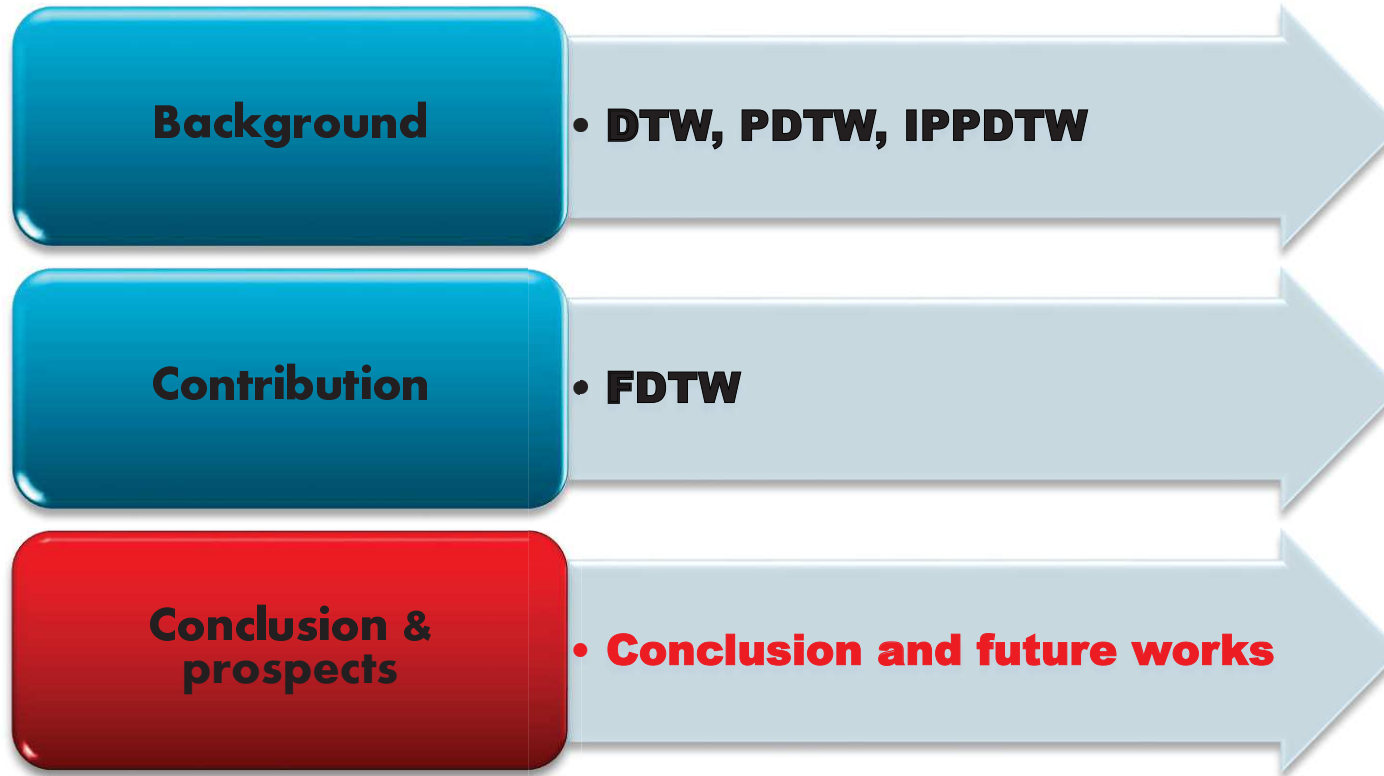 Background
• DTW, PDTW, IPPDTW
Contribution
• FDTW
Conclusion &
prospects
• Conclusion and future works